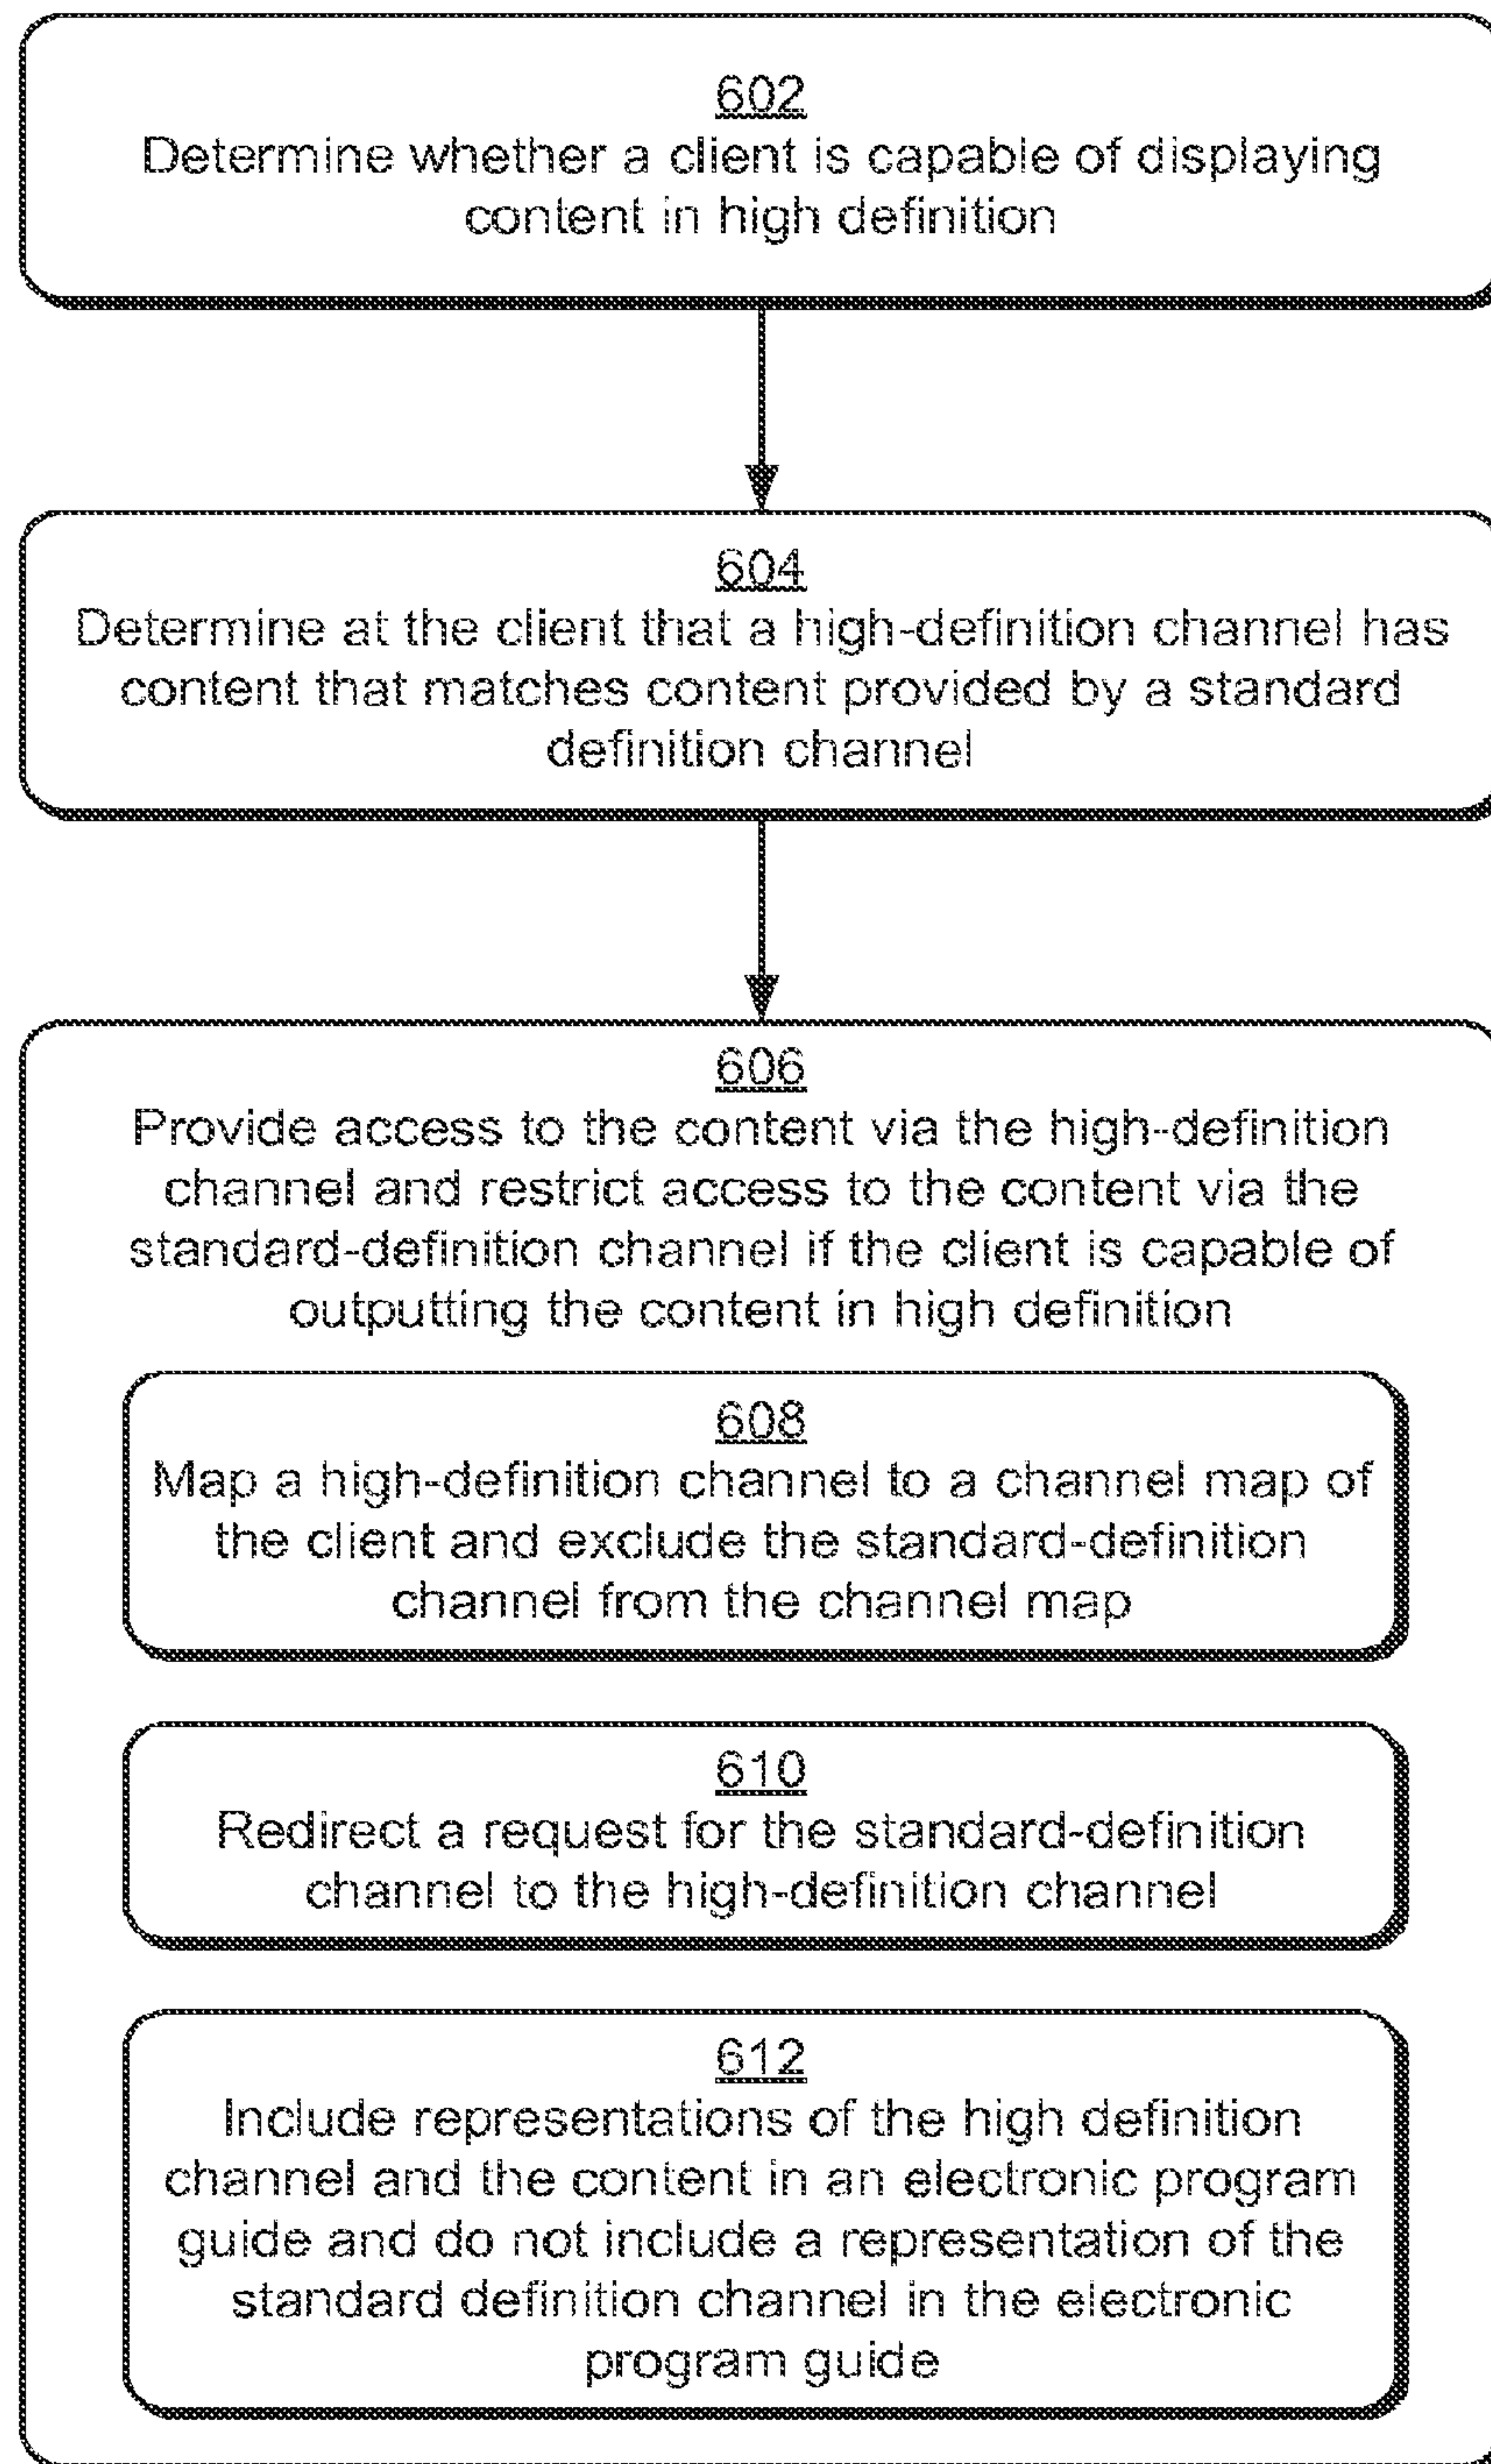 602
Determine whether a client is capable of displaying
content in high definition
604
Determine at the client that a high-definition channel has
content that matches content provided by a standard
definition channel
606
Provide access to the content via the high-definition
channel and restrict access to the content via the
standard-definition channel if the client is capable of
outputting the content in high definition
608
Map a high-definition channel to a channel map of
the client and exclude the standard-definition
channel from the channel map
610
Redirect a request for the standard-definition
channel to the high-definition channel
612
Include representations of the high definition
channel and the content in an electronic program
guide and do not include a representation of the
standard definition channel in the electronic
program guide